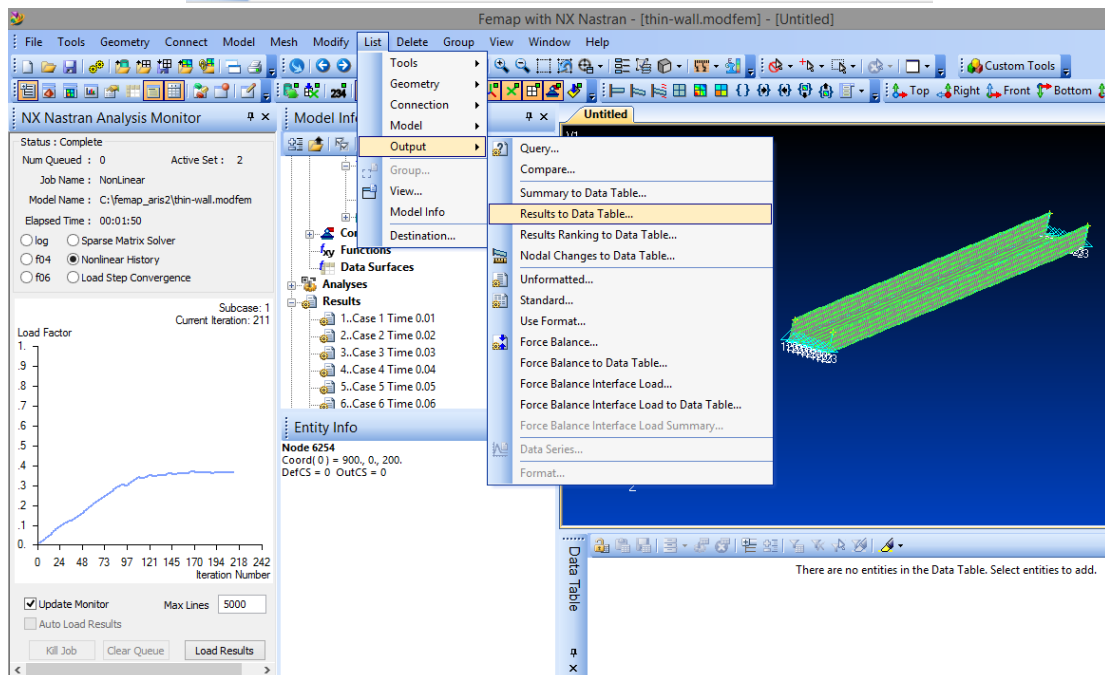 Femap with NX Nastran - [thin-wall.modfem] - [Untitled]
File Tools Geometry Connect Model Mesh Modify List Delete Group View Window Help
Custom Tools
Top Right Front Bottom
NX Nastran Analysis Monitor
Status : Complete
Num Queued : 0 Active Set : 2
Job Name : NonLinear
Model Name : C:\femap_aris2\thin-wall.modfem
Elapsed Time : 00:01:50
log Sparse Matrix Solver
f04 Nonlinear History
f06 Load Step Convergence
Subcase: 1
Current Iteration: 211
Load Factor
1.
.9
.8
.7
.6
.5
.4
.3
.2
.1
0.
0 24 48 73 97 121 145 170 194 218 242
Iteration Number
Update Monitor Max Lines 5000
Auto Load Results
Kill Job Clear Queue Load Results
Model Info
Functions
Data Surfaces
Analyses
Results
1..Case 1 Time 0.01
2..Case 2 Time 0.02
3..Case 3 Time 0.03
4..Case 4 Time 0.04
5..Case 5 Time 0.05
6..Case 6 Time 0.06
Entity Info
Node 6254
Coord( 0 ) = 900., 0., 200.
DefCS = 0 OutCS = 0
Tools
Geometry
Connection
Model
Output
Group...
View...
Model Info
Destination...
Query...
Compare...
Summary to Data Table...
Results to Data Table...
Results Ranking to Data Table...
Nodal Changes to Data Table...
Unformatted...
Standard...
Use Format...
Force Balance...
Force Balance to Data Table...
Force Balance Interface Load...
Force Balance Interface Load to Data Table...
Force Balance Interface Load Summary...
Data Series...
Format...
Untitled
V1
Z
Data Table
There are no entities in the Data Table. Select entities to add.